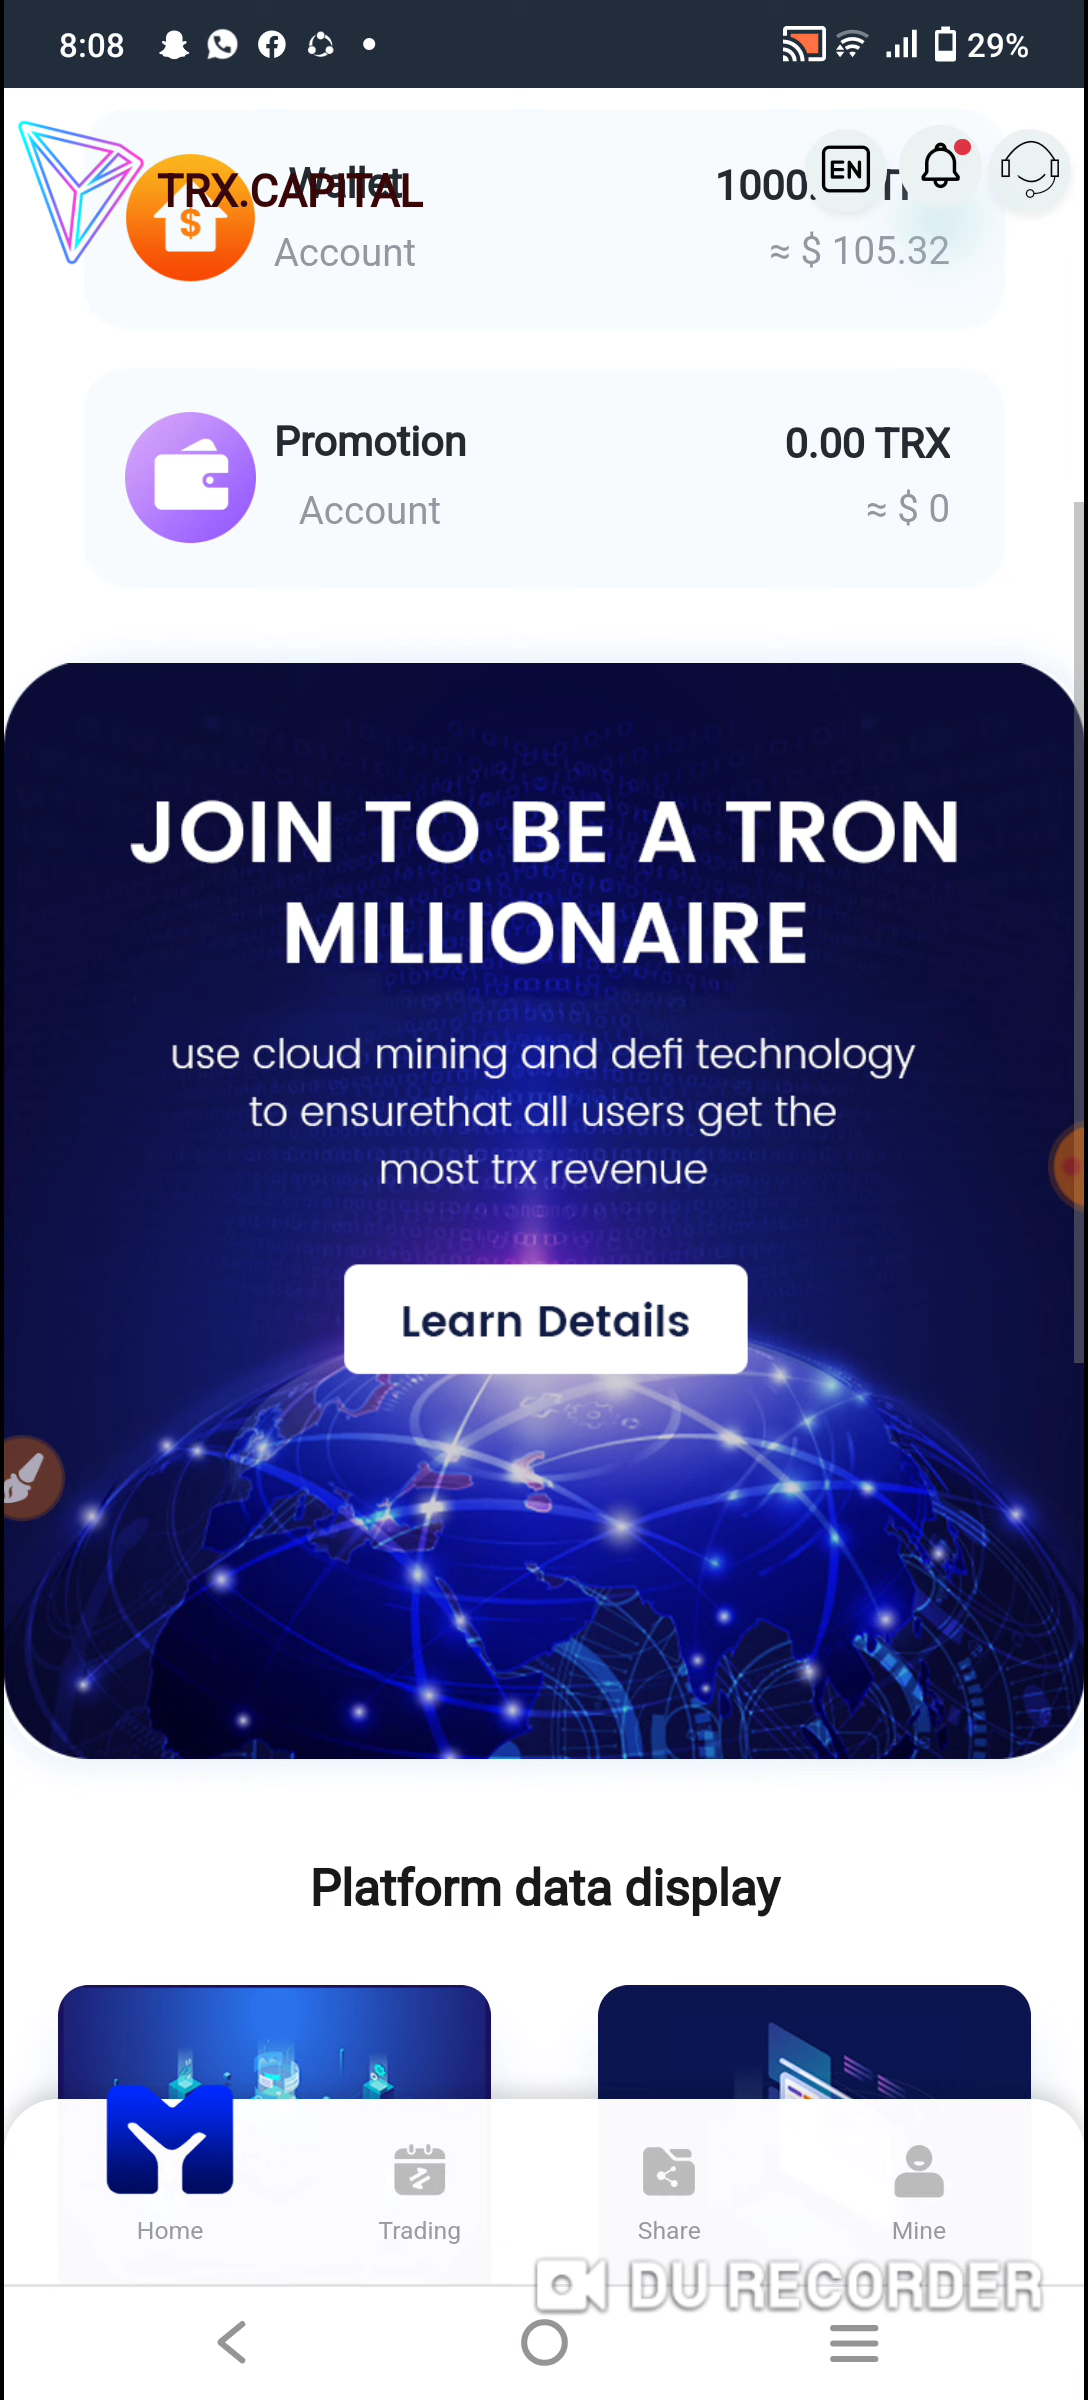 8:08
29%
TRX.CAPITAL
Wallet
1000.
EN
Account
≈ $ 105.32
Promotion
0.00 TRX
Account
≈ $ 0
JOIN TO BE A TRON
MILLIONAIRE
use cloud mining and defi technology
to ensurethat all users get the
most trx revenue
Learn Details
Platform data display
Home
Trading
Share
Mine
DU RECORDER